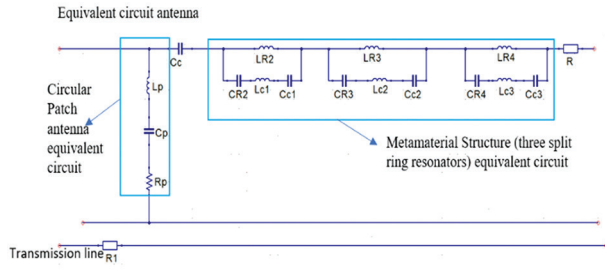 Equivalent circuit antenna
Cc
LR2
LR3
LR4
R
CR2
Lc1
Cc1
CR3
Lc2
Cc2
CR4
Lc3
Cc3
Lp
Cp
Rp
Circular
Patch
antenna
equivalent
circuit
Metamaterial Structure (three split
ring resonators) equivalent circuit
Transmission line
R1